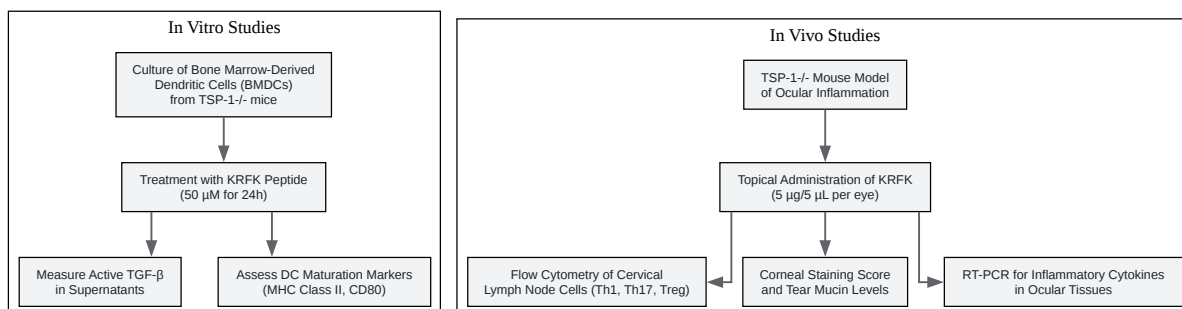 In Vitro Studies
Culture of Bone Marrow-Derived
Dendritic Cells (BMDCs)
from TSP-1-/- mice
Treatment with KRFK Peptide
(50 µM for 24h)
Measure Active TGF-β
in Supernatants
Assess DC Maturation Markers
(MHC Class II, CD80)
In Vivo Studies
TSP-1-/- Mouse Model
of Ocular Inflammation
Topical Administration of KRFK
(5 µg/5 µL per eye)
Flow Cytometry of Cervical
Lymph Node Cells (Th1, Th17, Treg)
Corneal Staining Score
and Tear Mucin Levels
RT-PCR for Inflammatory Cytokines
in Ocular Tissues